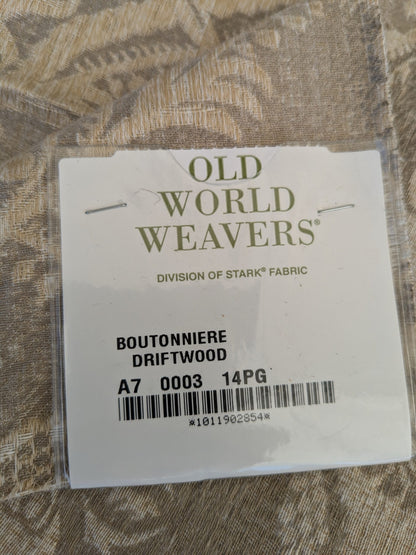 OLD
WORLD
WEAVERS®
DIVISION OF STARK® FABRIC
BOUTONNIERE
DRIFTWOOD
A7 0003 14PG
*1011902854*